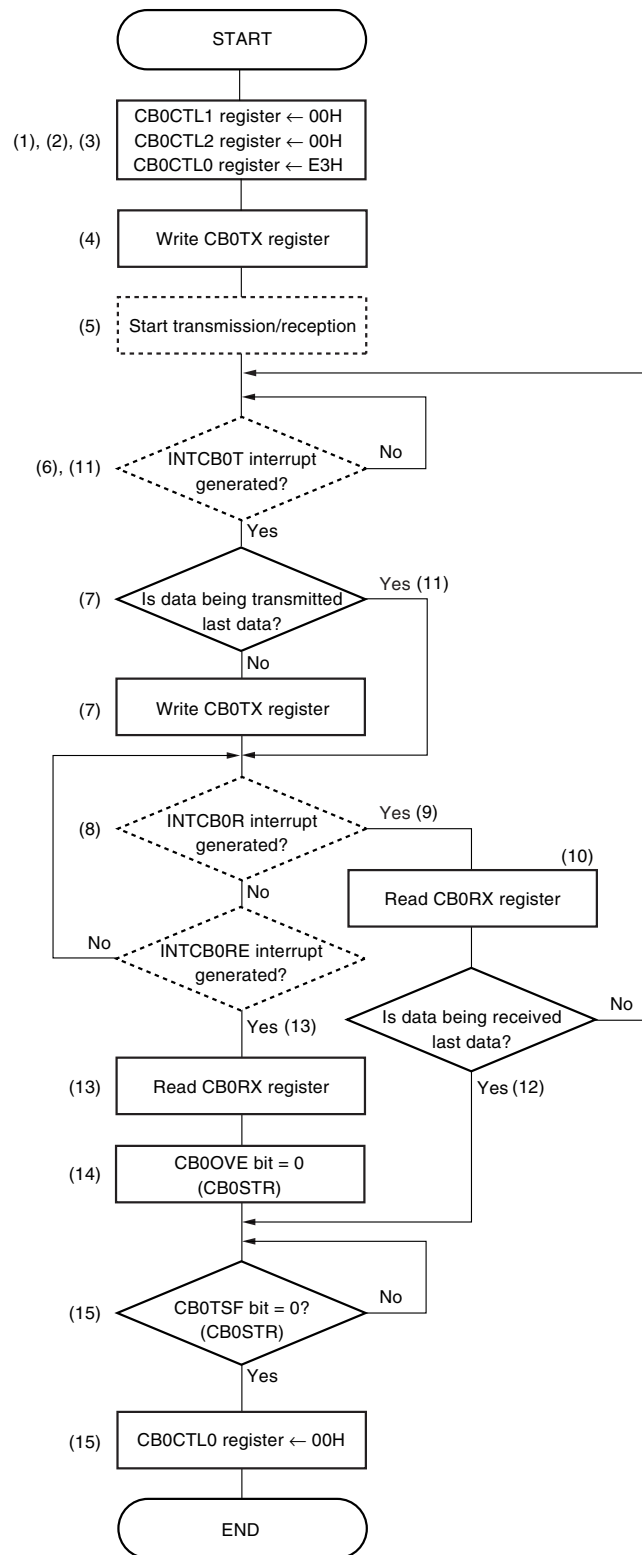 START
(1), (2), (3)
CB0CTL1 register ← 00H
CB0CTL2 register ← 00H
CB0CTL0 register ← E3H
(4)
Write CB0TX register
(5)
Start transmission/reception
(6), (11)
INTCB0T interrupt
generated?
No
Yes
(7)
Is data being transmitted
last data?
Yes (11)
No
(7)
Write CB0TX register
(8)
INTCB0R interrupt
generated?
Yes (9)
No
(10)
Read CB0RX register
No
INTCB0RE interrupt
generated?
Is data being received
last data?
No
Yes (13)
Yes (12)
(13)
Read CB0RX register
(14)
CB0OVE bit = 0
(CB0STR)
(15)
CB0TSF bit = 0?
(CB0STR)
No
Yes
(15)
CB0CTL0 register ← 00H
END